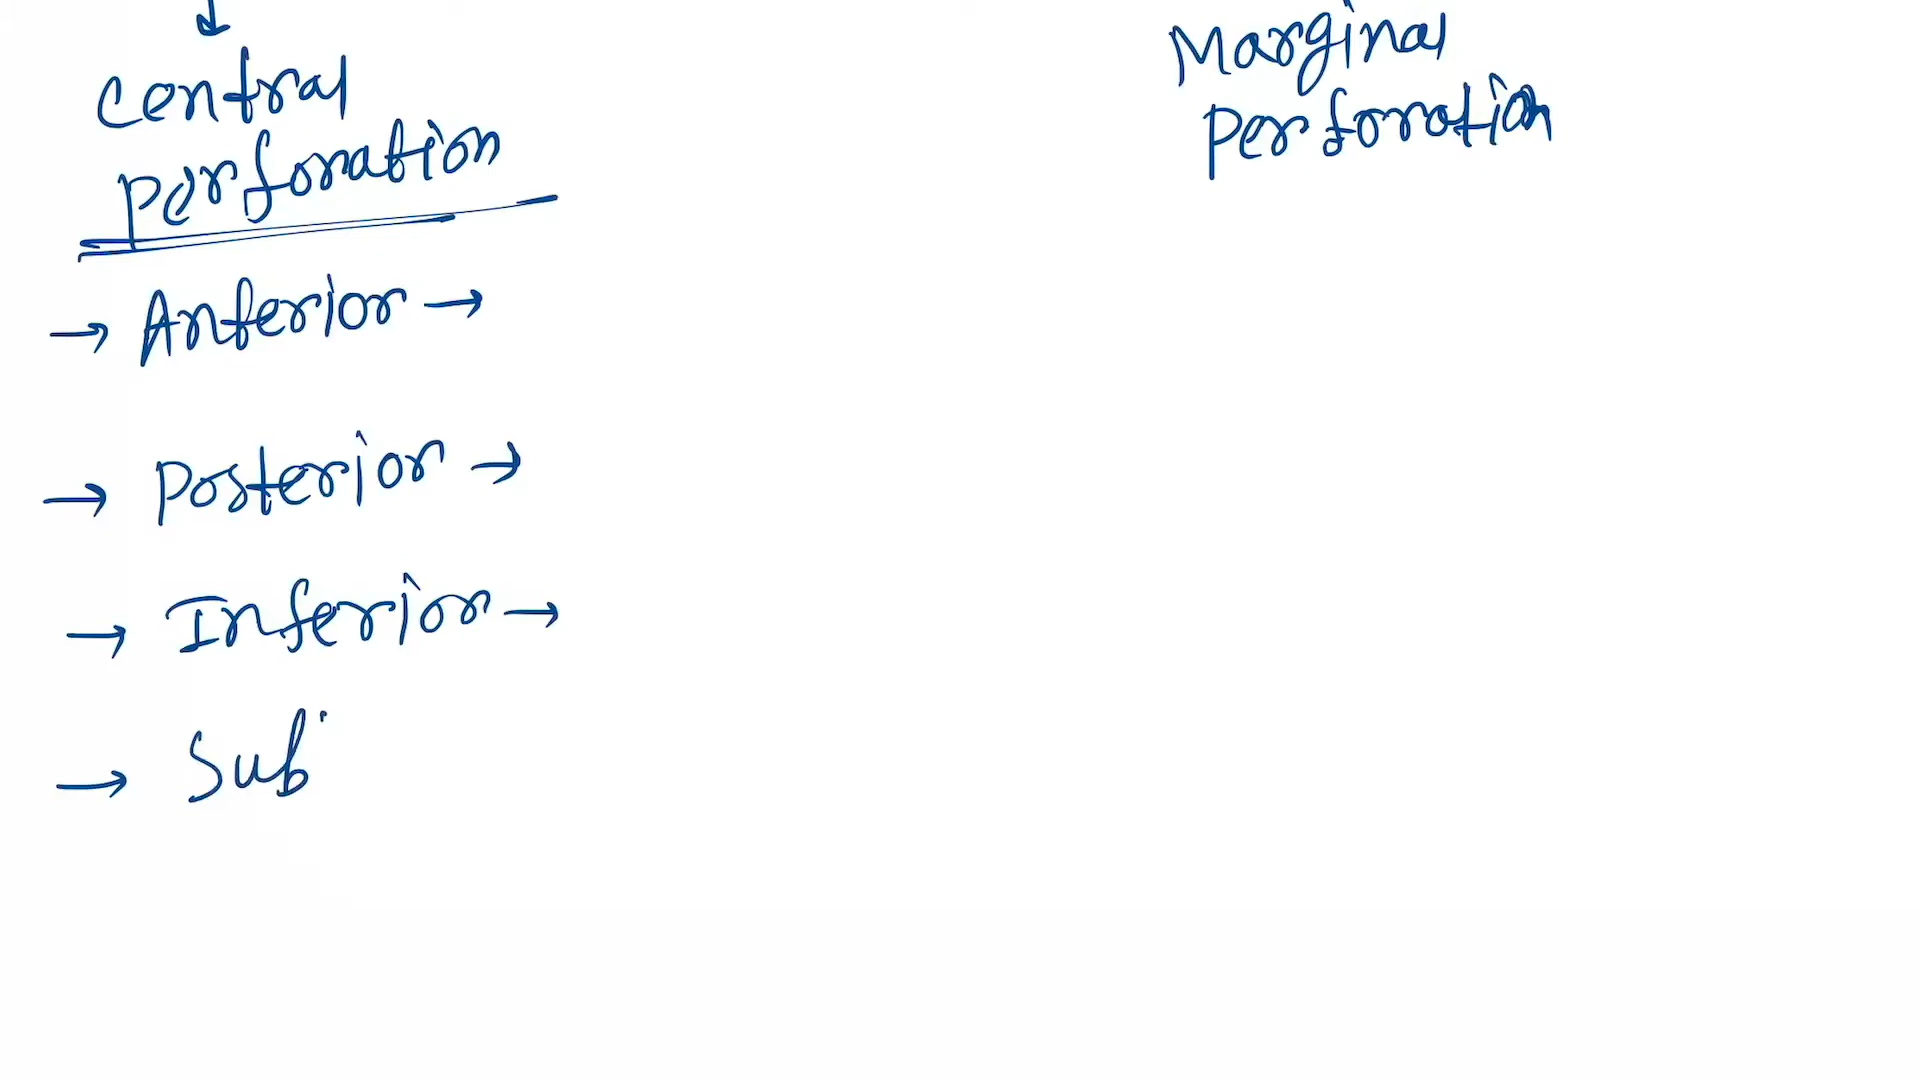 Central
Perforation
→ Anterior →
→ Posterior →
→ Inferior →
→ Sub
Marginal
Perforation